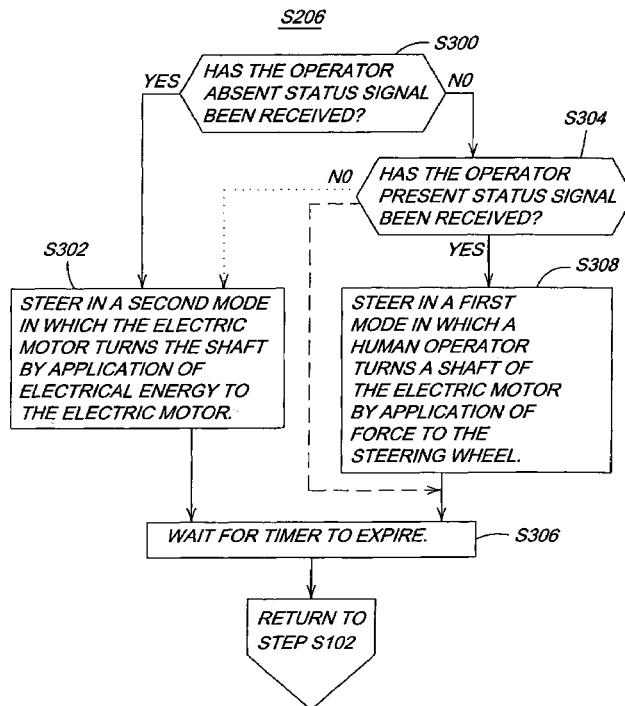 S206
S300
YES
HAS THE OPERATOR
ABSENT STATUS SIGNAL
BEEN RECEIVED?
NO
S304
NO
HAS THE OPERATOR
PRESENT STATUS SIGNAL
BEEN RECEIVED?
YES
S302
STEER IN A SECOND MODE
IN WHICH THE ELECTRIC
MOTOR TURNS THE SHAFT
BY APPLICATION OF
ELECTRICAL ENERGY TO
THE ELECTRIC MOTOR.
S308
STEER IN A FIRST
MODE IN WHICH A
HUMAN OPERATOR
TURNS A SHAFT OF
THE ELECTRIC MOTOR
BY APPLICATION OF
FORCE TO THE
STEERING WHEEL.
WAIT FOR TIMER TO EXPIRE.
S306
RETURN TO
STEP S102